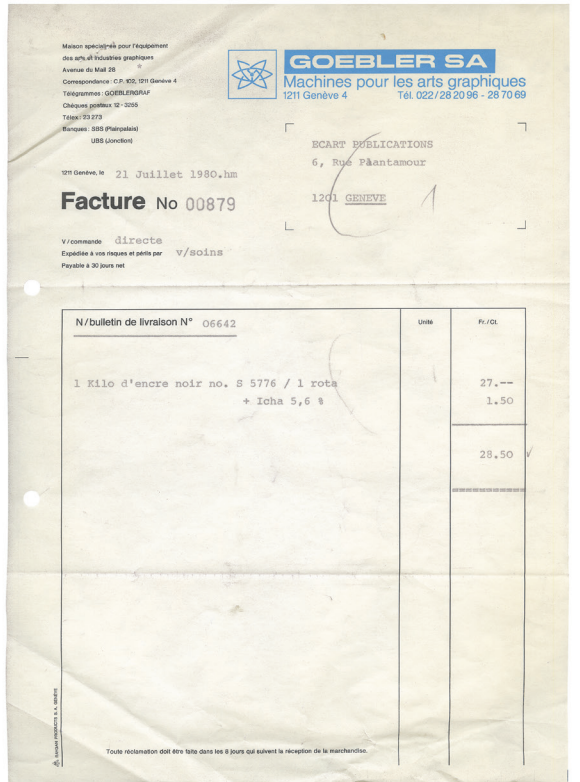 Maison spécialisée pour l'équipement
des arts et industries graphiques
Avenue du Mail 28
Correspondance : C.P. 102, 1211 Genève 4
Télégrammes : GOEBLERGRAF
Chèques postaux 12 - 3255
Télex : 23 273
Banques : SBS (Plainpalais)
UBS (Jonction)
GOEBLER SA
Machines pour les arts graphiques
1211 Genève 4 Tél. 022/28 20 96 - 28 70 69
ECART PUBLICATIONS
6, Rue Plantamour
1201 GENEVE
1211 Genève, le 21 Juillet 1980.hm
Facture No 00879
V/commande directe
Expédiée à vos risques et périls par v/soins
Payable à 30 jours net
N/bulletin de livraison N° 06642 Unité Fr./Ct.
1 Kilo d'encre noir no. S 5776 / 1 rota 27.--
+ Icha 5,6 % 1.50
28.50
Toute réclamation doit être faite dans les 8 jours qui suivent la réception de la marchandise.